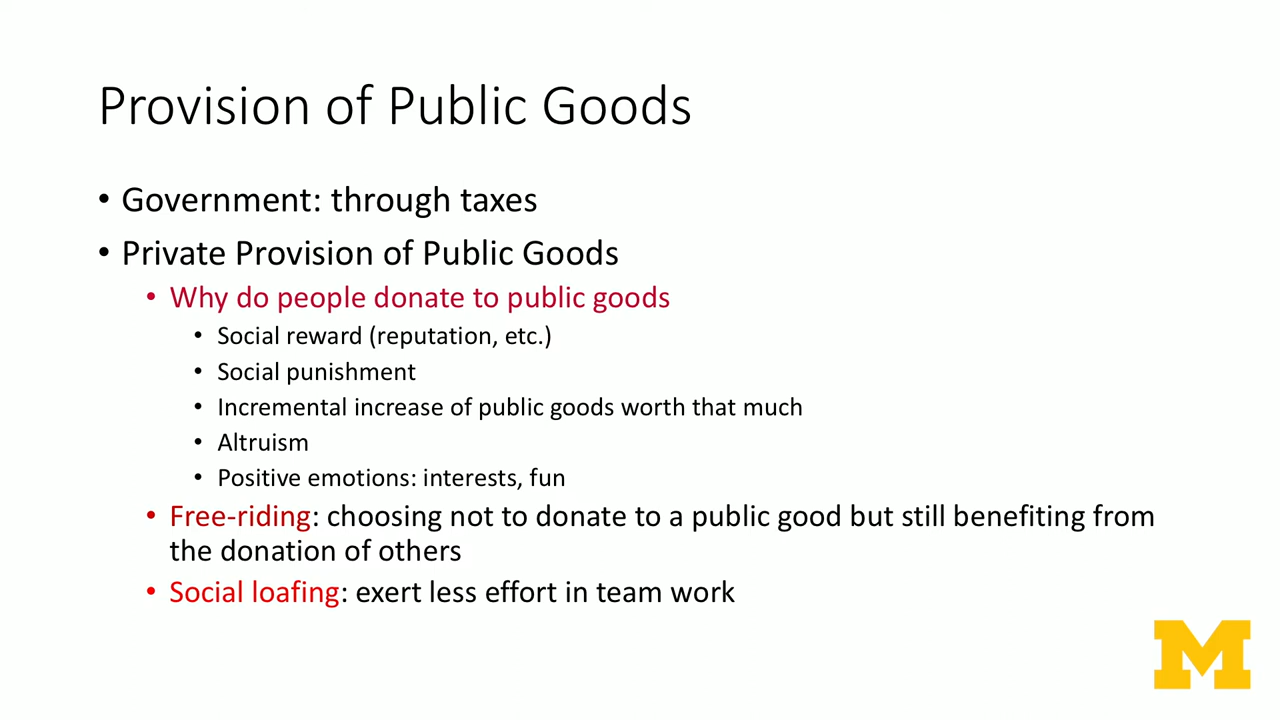 Provision of Public Goods
• Government: through taxes
• Private Provision of Public Goods
• Why do people donate to public goods
• Social reward (reputation, etc.)
• Social punishment
• Incremental increase of public goods worth that much
• Altruism
• Positive emotions: interests, fun
• Free-riding: choosing not to donate to a public good but still benefiting from
the donation of others
• Social loafing: exert less effort in team work
M